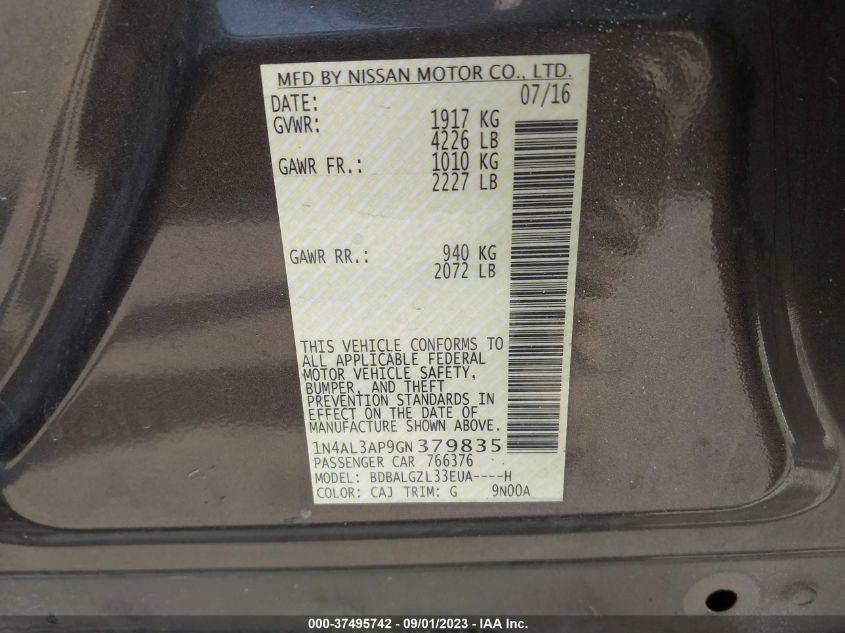 MFD BY NISSAN MOTOR CO., LTD.
DATE: 07/16
GVWR: 1917 KG
4226 LB
GAWR FR.: 1010 KG
2227 LB
GAWR RR.: 940 KG
2072 LB
THIS VEHICLE CONFORMS TO
ALL APPLICABLE FEDERAL
MOTOR VEHICLE SAFETY,
BUMPER, AND THEFT
PREVENTION STANDARDS IN
EFFECT ON THE DATE OF
MANUFACTURE SHOWN ABOVE.
1N4AL3AP9GN379835
PASSENGER CAR 766376
MODEL: BDBALGZL33EUA----H
COLOR: CAJ TRIM: G 9N00A
000-37495742 - 09/01/2023 - IAA Inc.